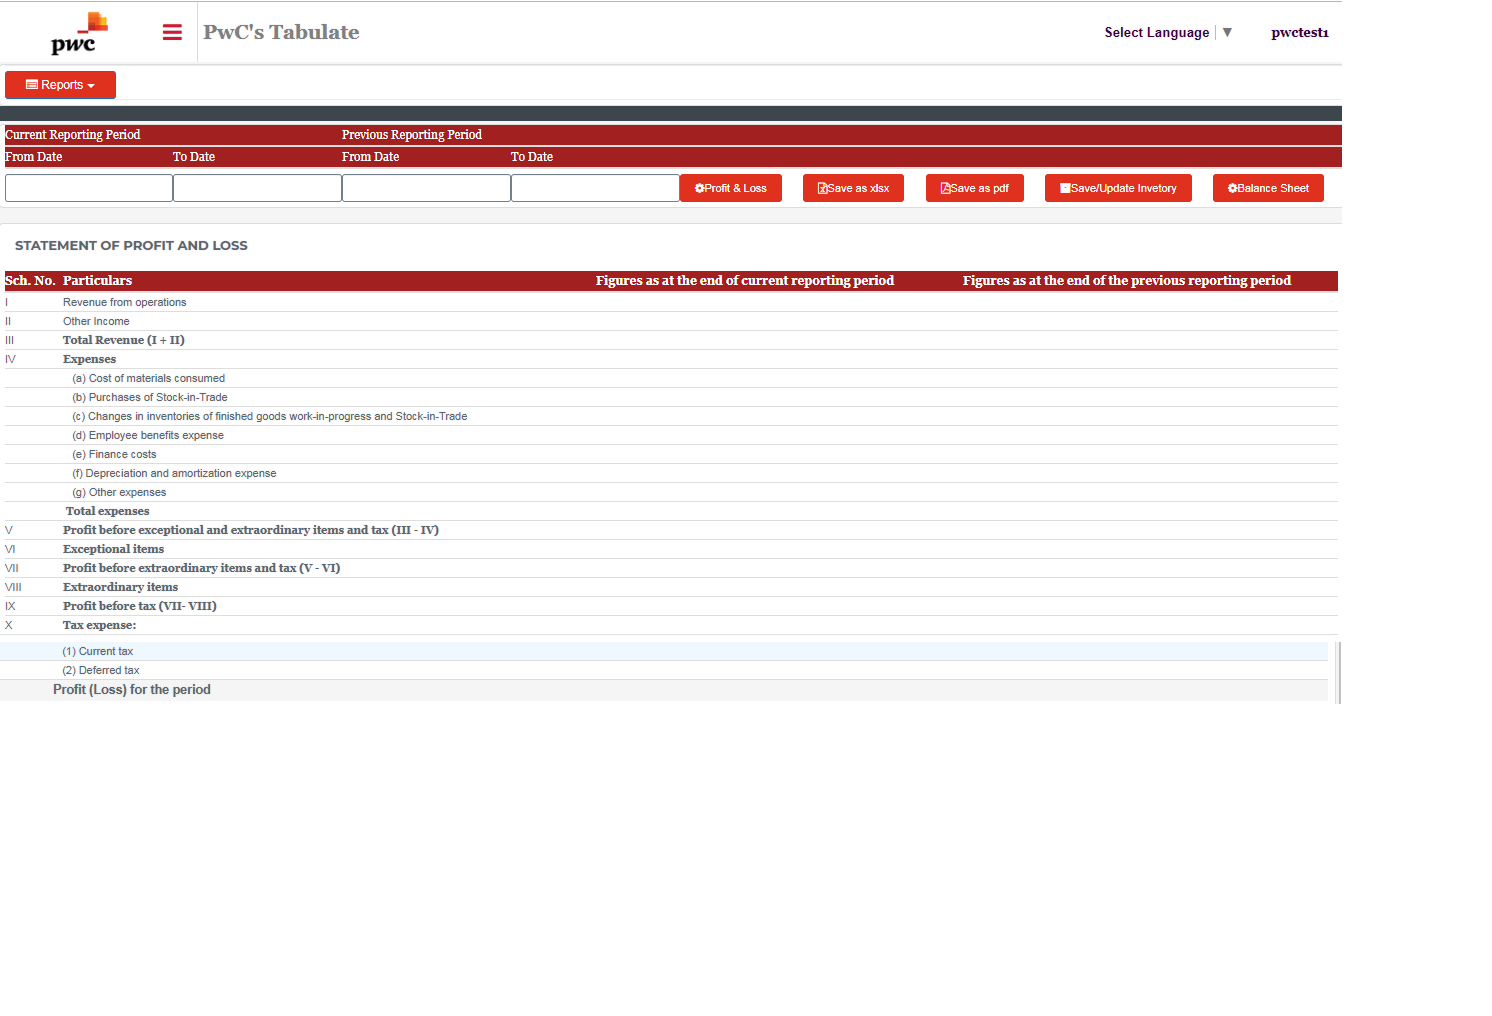 pwc
PwC's Tabulate
Select Language ▼
pwctest1
Reports
Current Reporting Period Previous Reporting Period
From Date To Date From Date To Date
Profit & Loss Save as xlsx Save as pdf Save/Update Invetory Balance Sheet
STATEMENT OF PROFIT AND LOSS
Sch. No. Particulars Figures as at the end of current reporting period Figures as at the end of the previous reporting period
I Revenue from operations
II Other Income
III Total Revenue (I + II)
IV Expenses
(a) Cost of materials consumed
(b) Purchases of Stock-in-Trade
(c) Changes in inventories of finished goods work-in-progress and Stock-in-Trade
(d) Employee benefits expense
(e) Finance costs
(f) Depreciation and amortization expense
(g) Other expenses
Total expenses
V Profit before exceptional and extraordinary items and tax (III - IV)
VI Exceptional items
VII Profit before extraordinary items and tax (V - VI)
VIII Extraordinary items
IX Profit before tax (VII- VIII)
X Tax expense:
(1) Current tax
(2) Deferred tax
Profit (Loss) for the period